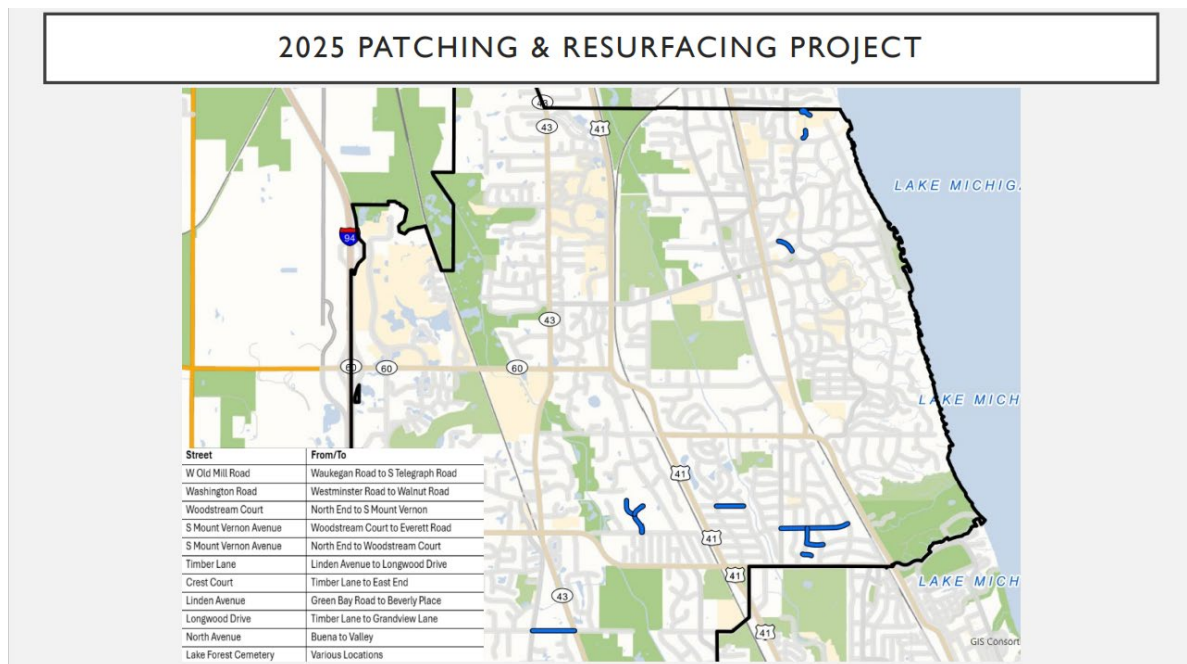 2025 PATCHING & RESURFACING PROJECT
43
43
41
LAKE MICHIG
94
43
60
60
60
LAKE MICH
Street From/To
W Old Mill Road Waukegan Road to S Telegraph Road
Washington Road Westminster Road to Walnut Road
Woodstream Court North End to S Mount Vernon
S Mount Vernon Avenue Woodstream Court to Everett Road
S Mount Vernon Avenue North End to Woodstream Court
Timber Lane Linden Avenue to Longwood Drive
Crest Court Timber Lane to East End
Linden Avenue Green Bay Road to Beverly Place
Longwood Drive Timber Lane to Grandview Lane
North Avenue Buena to Valley
Lake Forest Cemetery Various Locations
41
41
41
LAKE MICH
43
41
GIS Consort